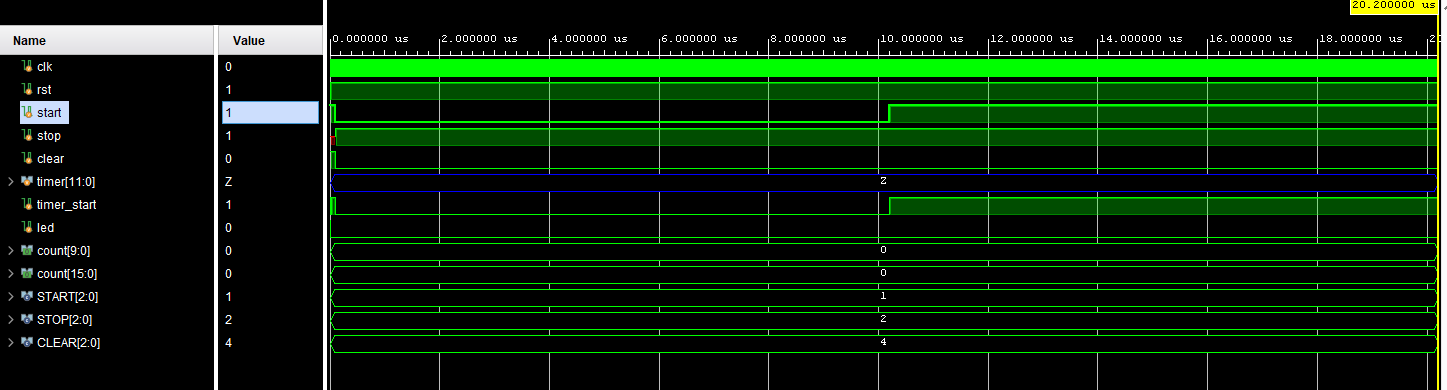 20.200000 us
Name Value
0.000000 us 2.000000 us 4.000000 us 6.000000 us 8.000000 us 10.000000 us 12.000000 us 14.000000 us 16.000000 us 18.000000 us 20
clk 0
rst 1
start 1
stop 1
clear 0
timer[11:0] Z Z
timer_start 1
led 0
count[9:0] 0 0
count[15:0] 0 0
START[2:0] 1 1
STOP[2:0] 2 2
CLEAR[2:0] 4 4